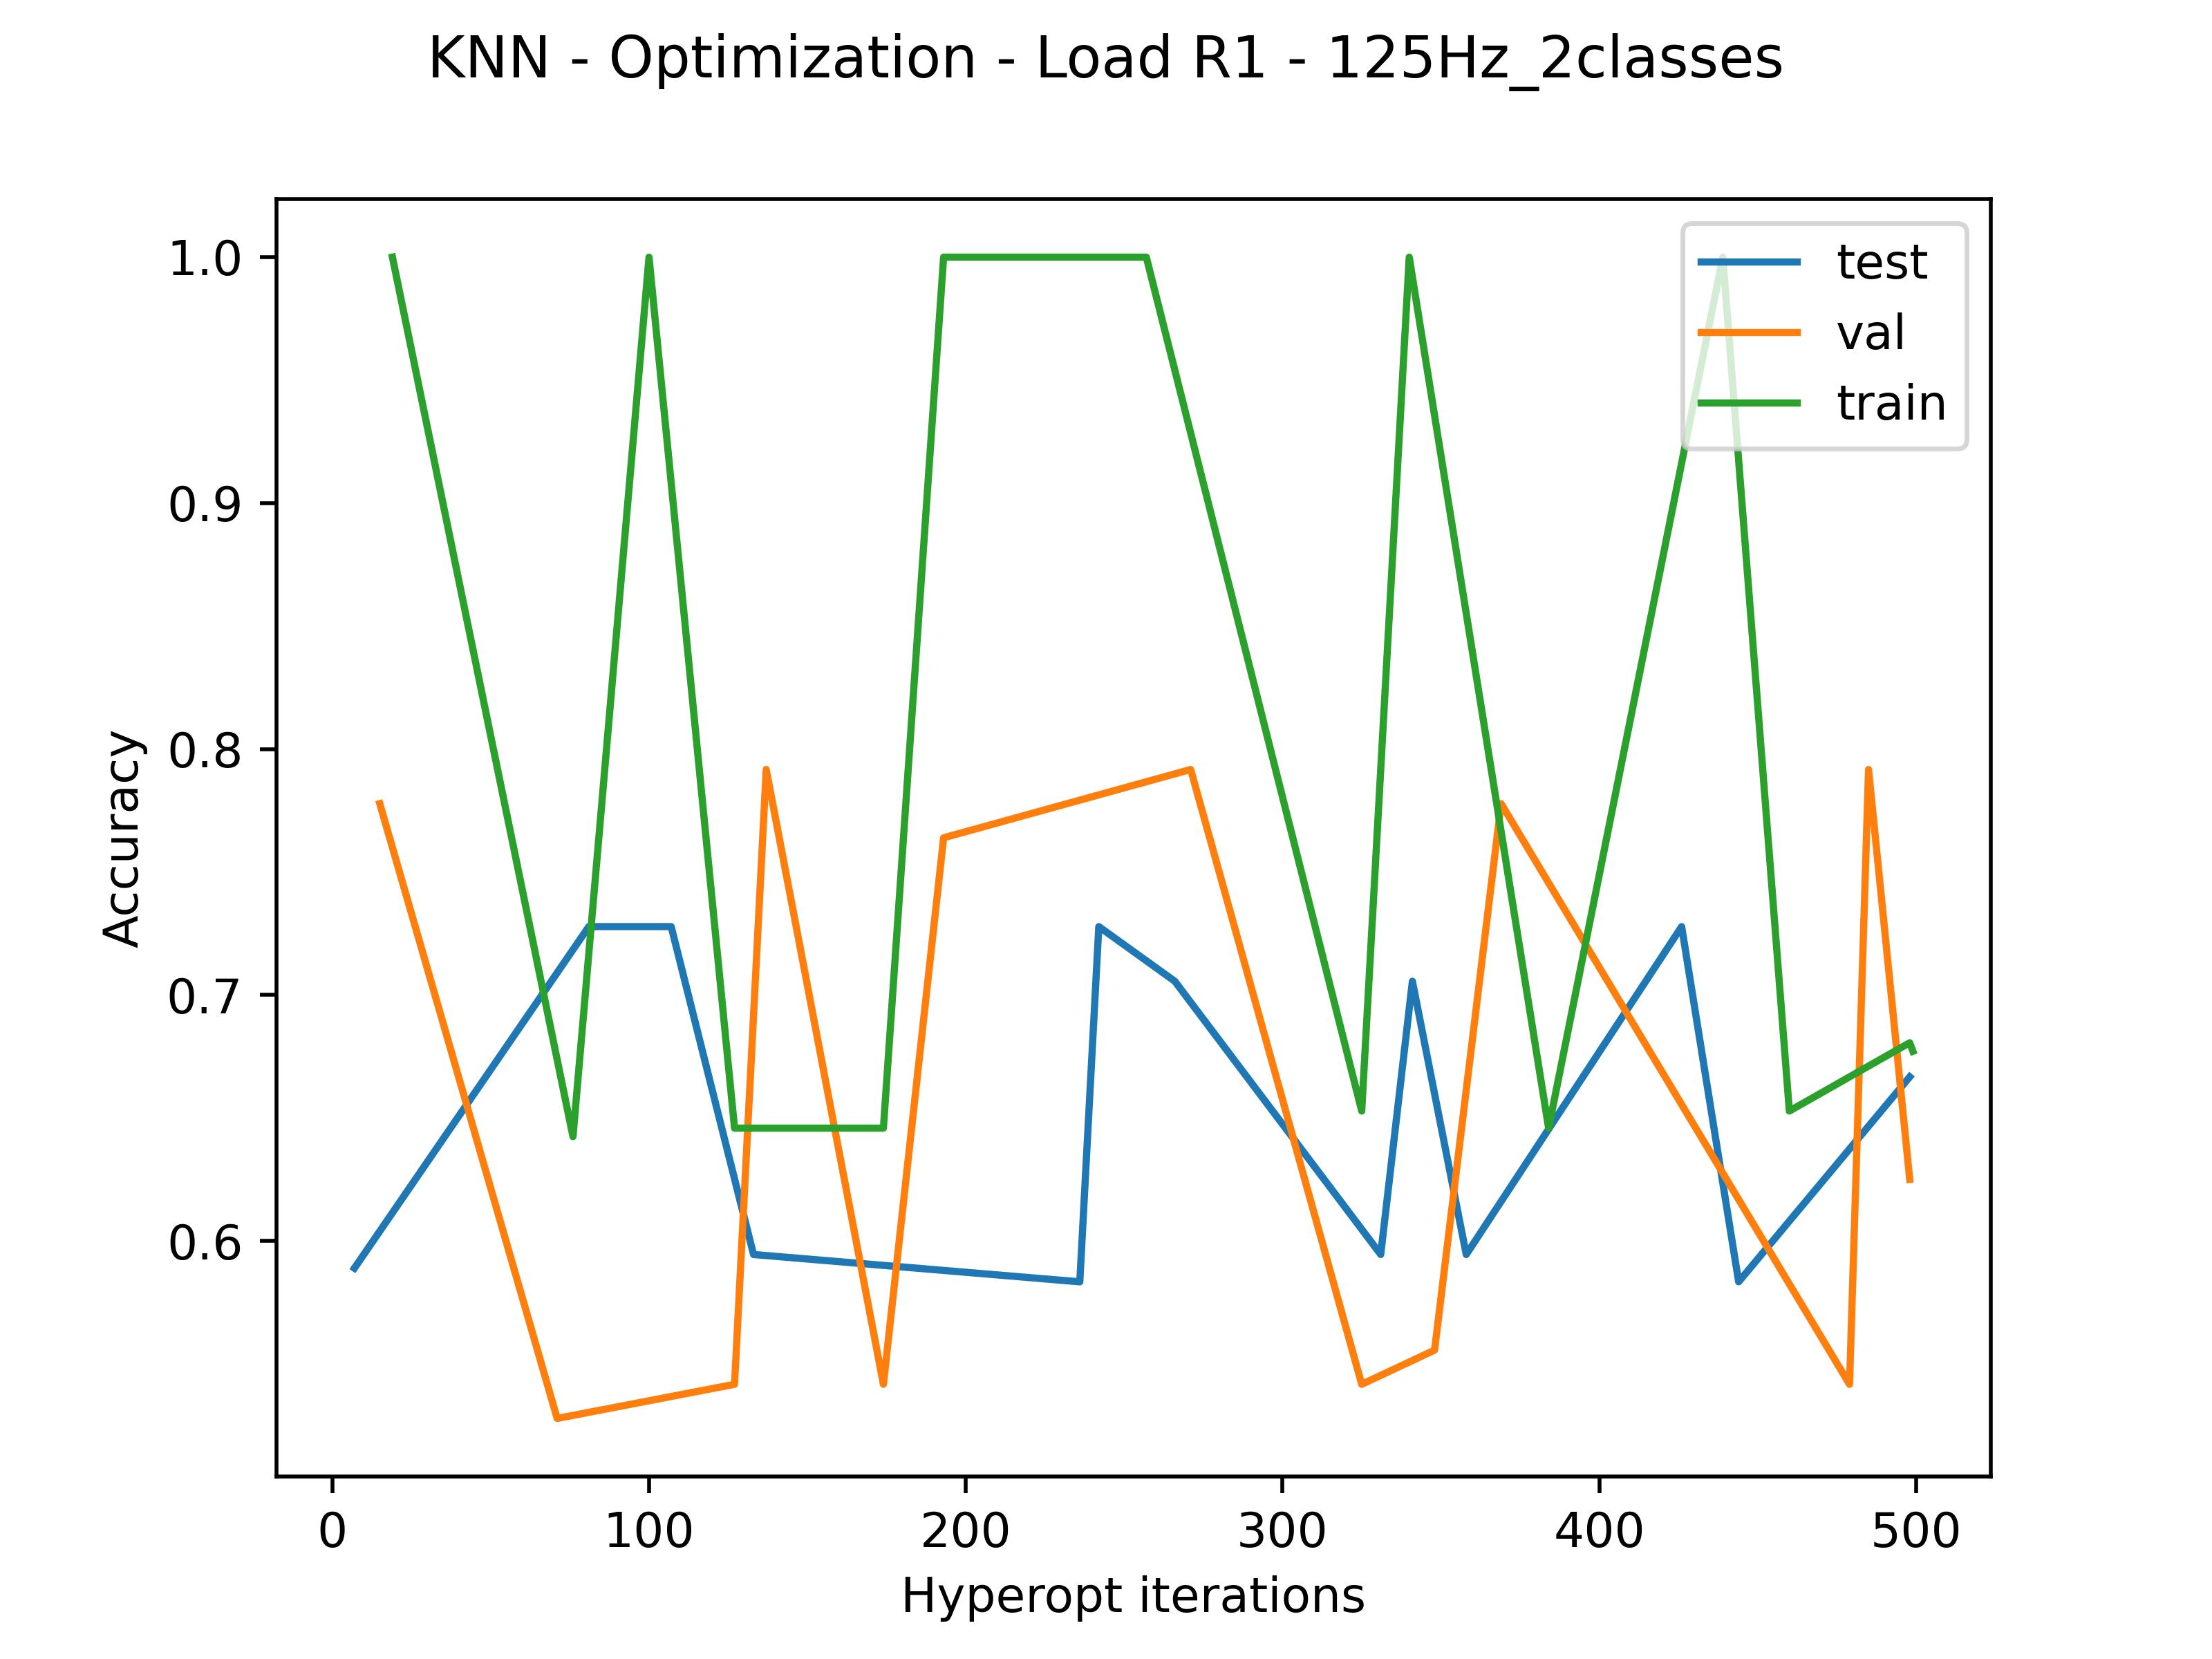 KNN - Optimization - Load R1 - 125Hz_2classes
test
val
train
1.0
0.9
0.8
0.7
0.6
Accuracy
0 100 200 300 400 500
Hyperopt iterations